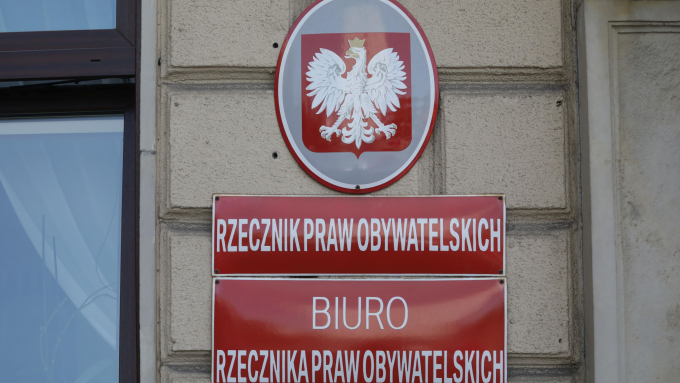 RZECZNIK PRAW OBYWATELSKICH
BIURO
RZECZNIKA PRAW OBYWATELSKICH